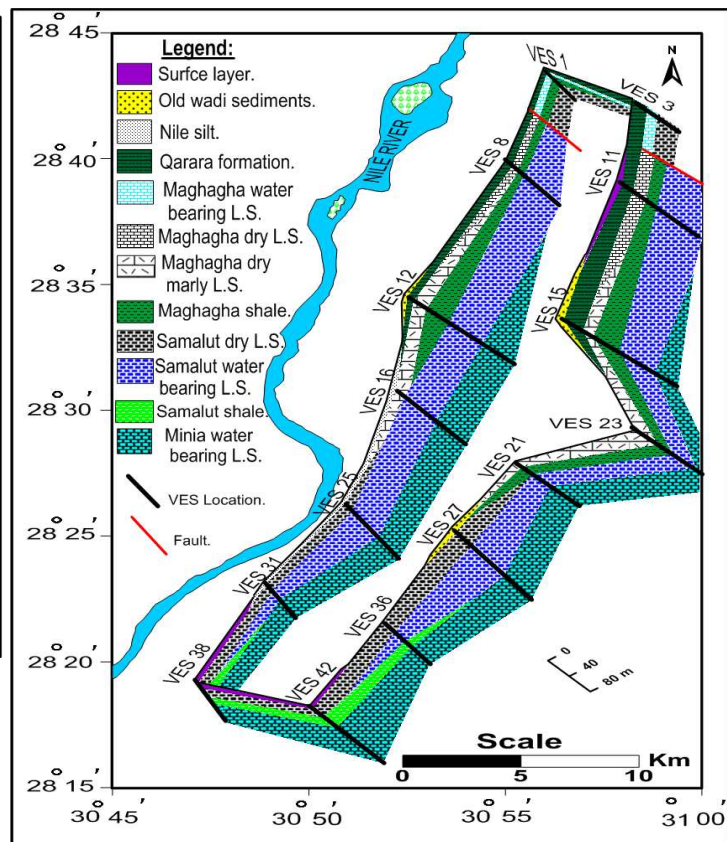 Legend:
Surfce layer.
Old wadi sediments.
Nile silt.
Qarara formation.
Maghagha water
bearing L.S.
Maghagha dry L.S.
Maghagha dry
marly L.S.
Maghagha shale.
Samalut dry L.S.
Samalut water
bearing L.S.
Samalut shale.
Minia water
bearing L.S.
VES Location.
Fault.
NILE RIVER
N
VES 1
VES 3
VES 8
VES 11
VES 12
VES 15
VES 16
VES 23
VES 21
VES 25
VES 27
VES 31
VES 36
VES 38
VES 42
0
40
80 m
Scale
Km
0 5 10
28° 45'
28° 40'
28° 35'
28° 30'
28° 25'
28° 20'
28° 15'
30° 45' 30° 50' 30° 55' 31° 00'